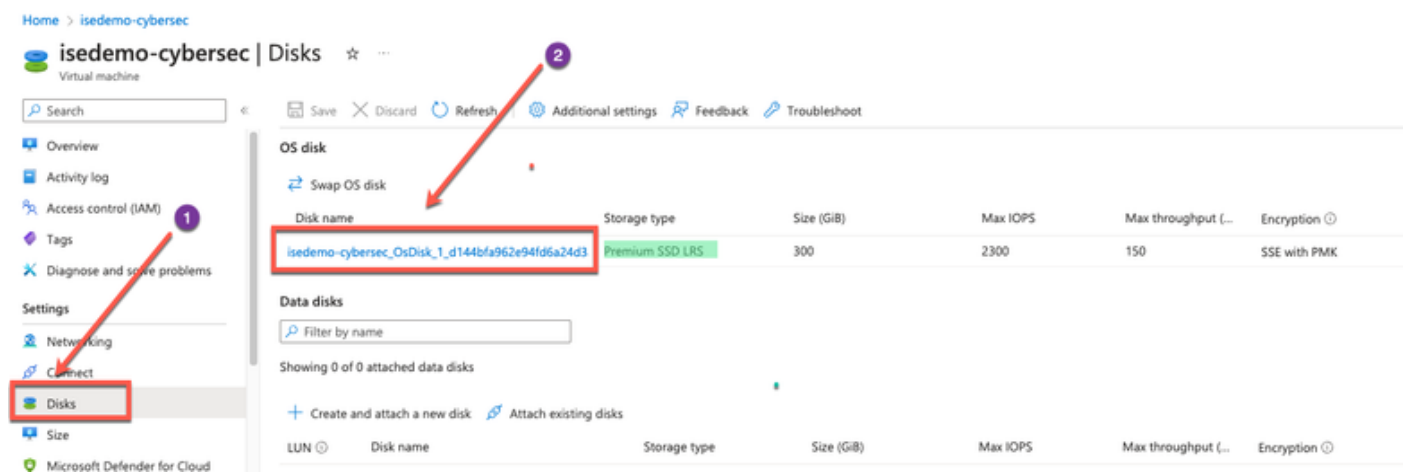 Home > isedemo-cybersec
isedemo-cybersec | Disks ☆ ...
Virtual machine
2
Search «
Save Discard Refresh Additional settings Feedback Troubleshoot
Overview
Activity log
Access control (IAM)
1
Tags
Diagnose and solve problems
Settings
Networking
Connect
Disks
Size
Microsoft Defender for Cloud
OS disk
Swap OS disk
Disk name Storage type Size (GiB) Max IOPS Max throughput (... Encryption
isedemo-cybersec_OsDisk_1_d144bfa962e94fd6a24d3 Premium SSD LRS 300 2300 150 SSE with PMK
Data disks
Filter by name
Showing 0 of 0 attached data disks
Create and attach a new disk Attach existing disks
LUN Disk name Storage type Size (GiB) Max IOPS Max throughput (... Encryption